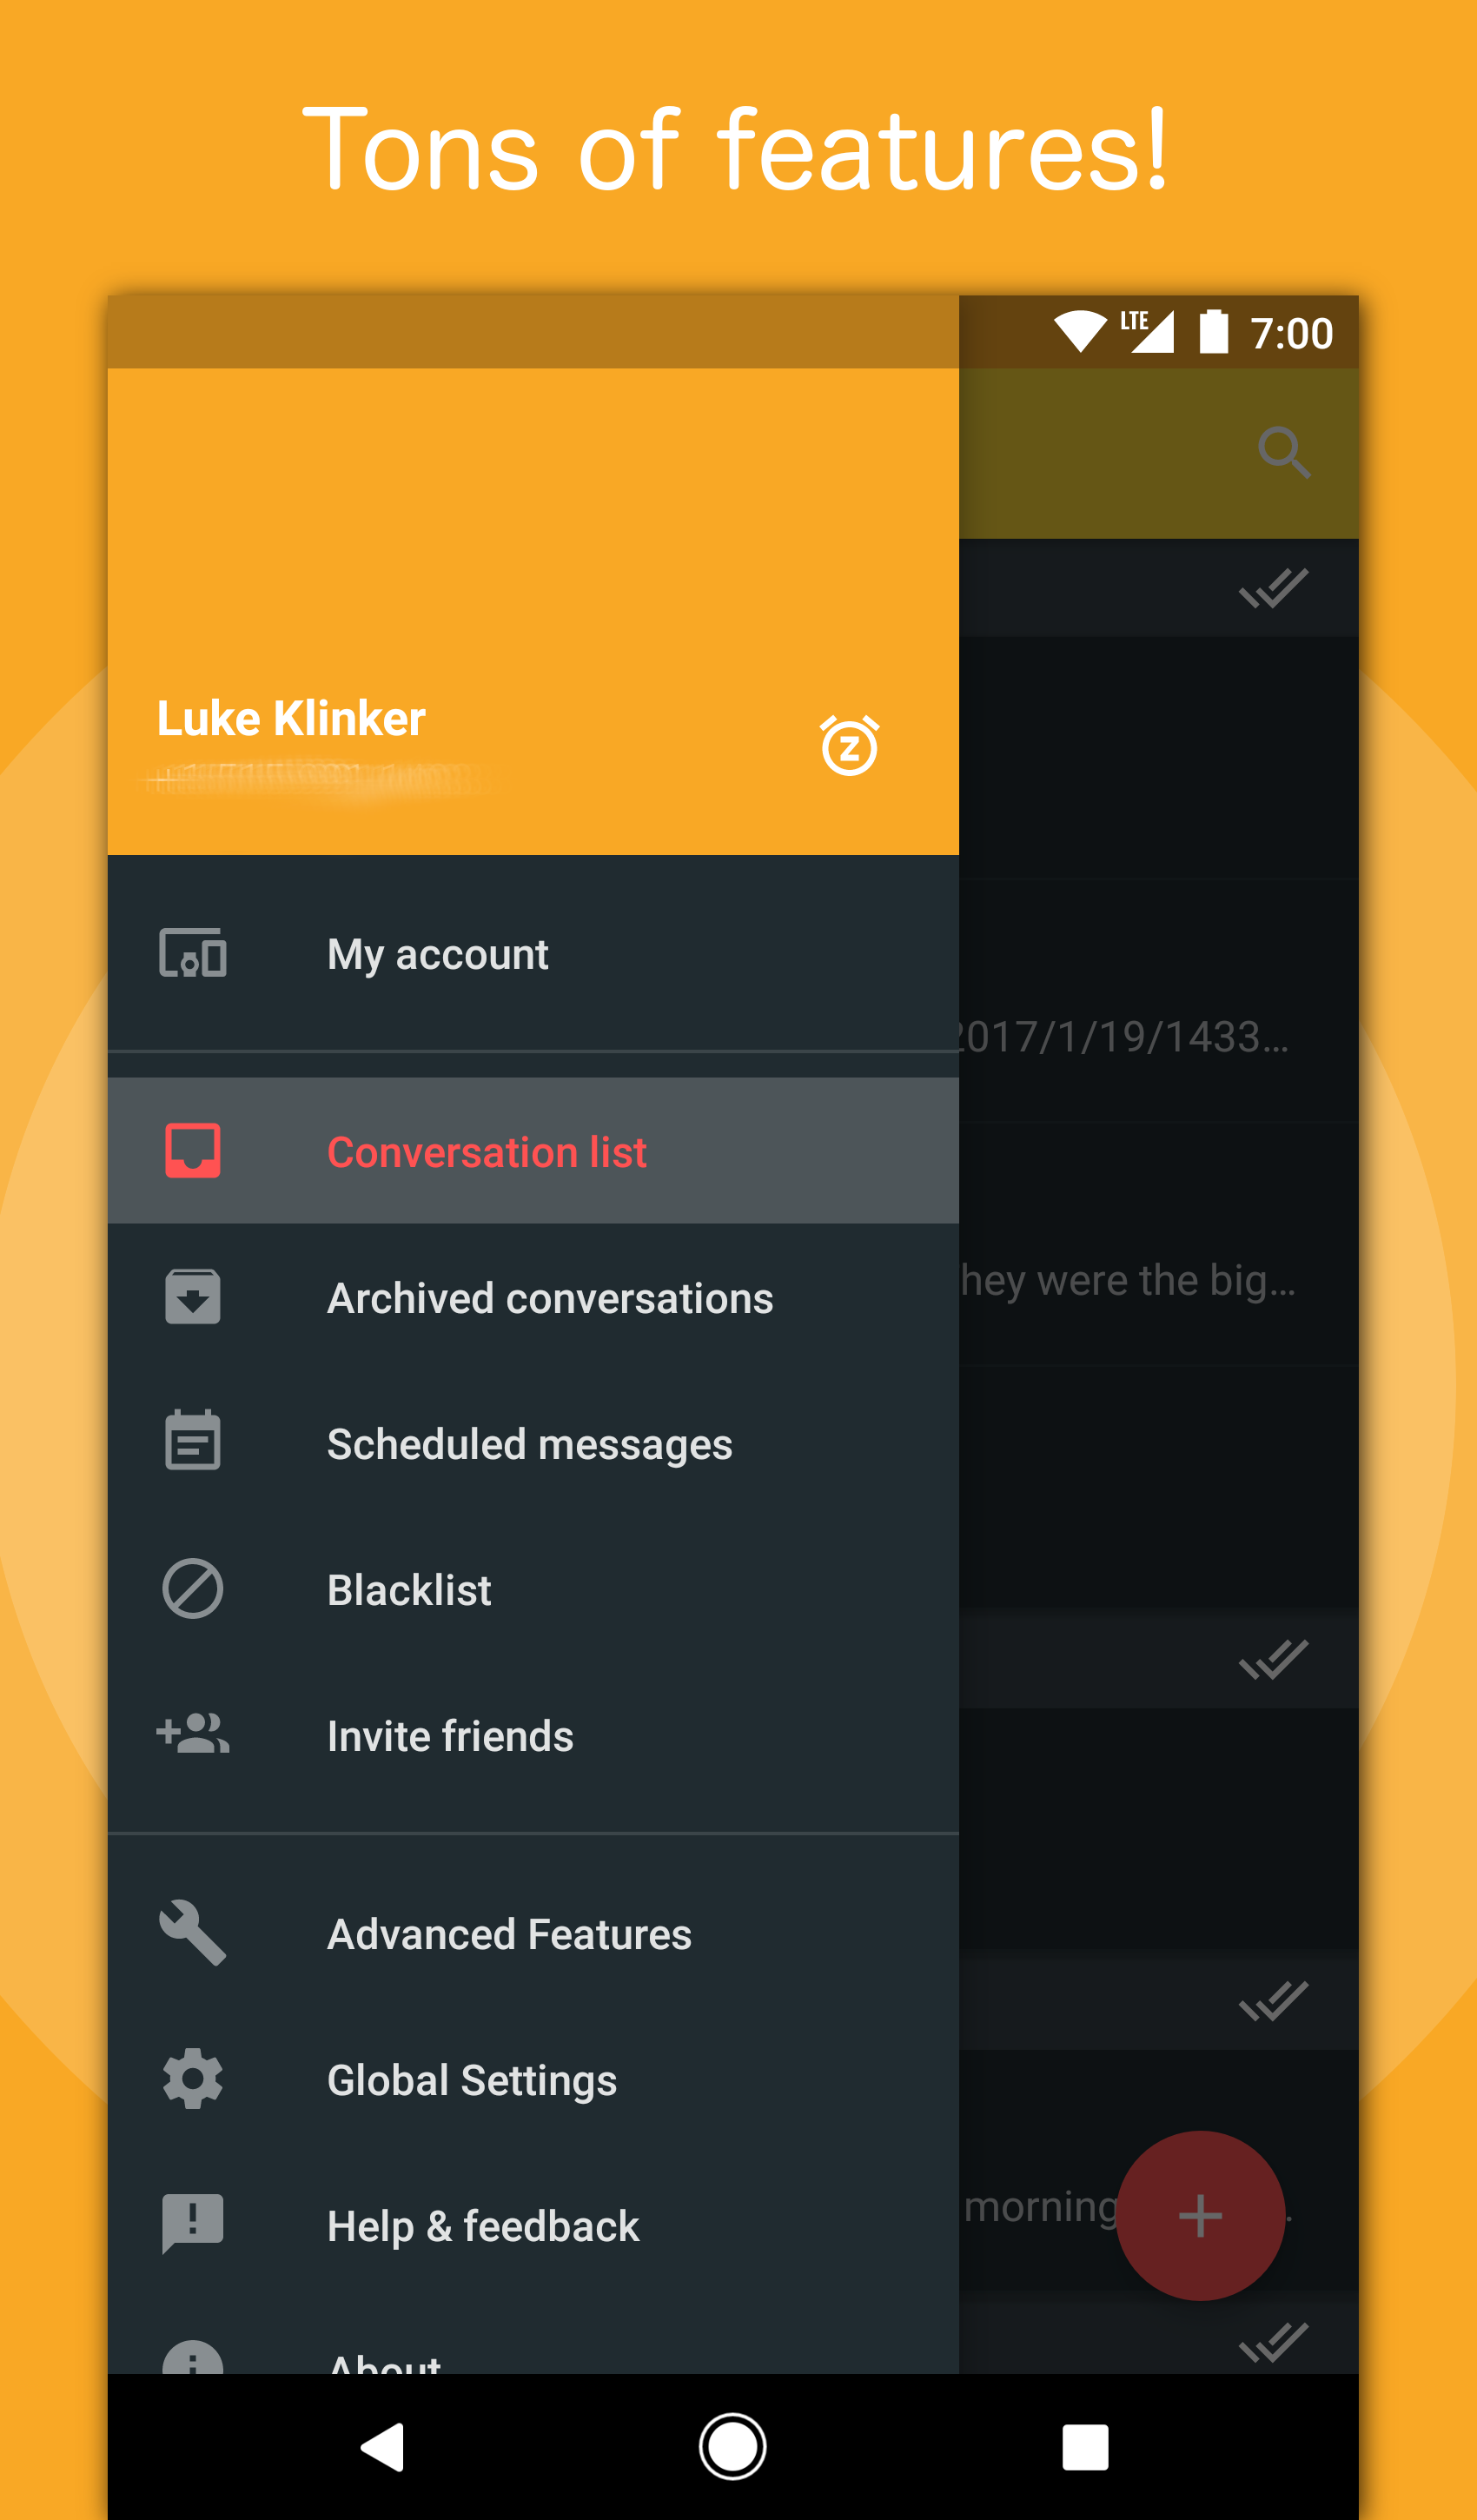 Tons of features!
LTE 7:00
Luke Klinker
My account
2017/1/19/1433…
Conversation list
hey were the big…
Archived conversations
Scheduled messages
Blacklist
Invite friends
Advanced Features
Global Settings
Help & feedback
morning
About